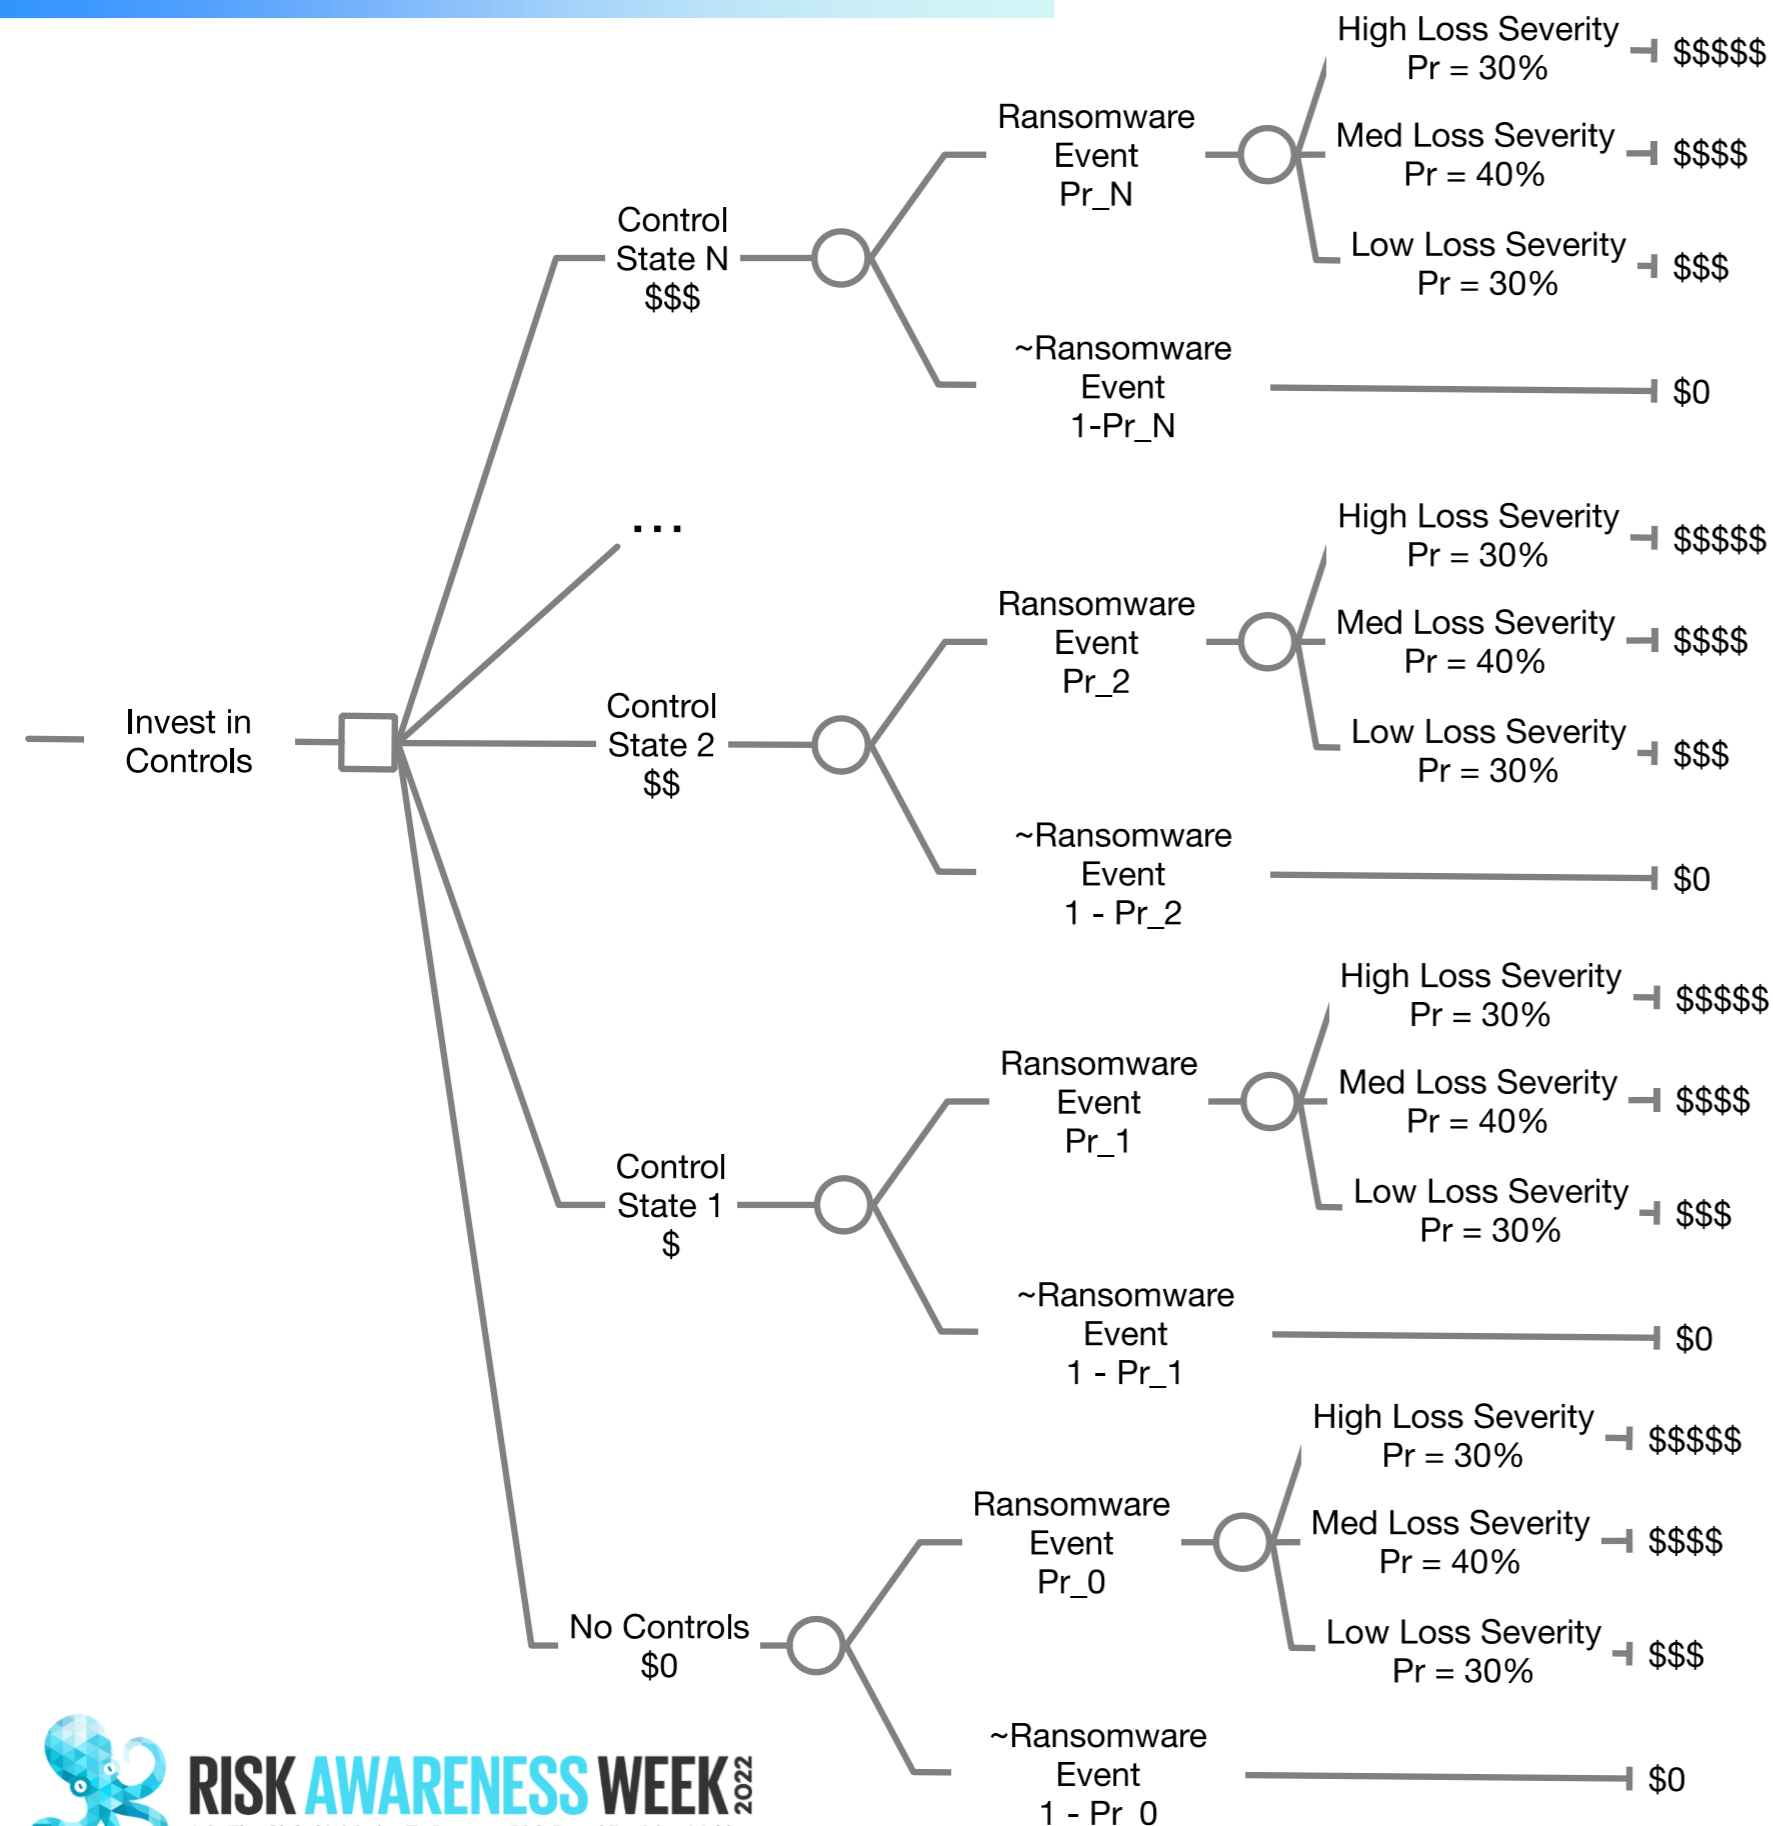 High Loss Severity
Pr = 30%
$$$$$
Ransomware
Event
Pr_N
Med Loss Severity
Pr = 40%
$$$$
Control
State N
$$$
Low Loss Severity
Pr = 30%
$$$
~Ransomware
Event
1-Pr_N
$0
...
High Loss Severity
Pr = 30%
$$$$$
Ransomware
Event
Pr_2
Med Loss Severity
Pr = 40%
$$$$
Invest in
Controls
Control
State 2
$$
Low Loss Severity
Pr = 30%
$$$
~Ransomware
Event
1 - Pr_2
$0
High Loss Severity
Pr = 30%
$$$$$
Ransomware
Event
Pr_1
Med Loss Severity
Pr = 40%
$$$$
Control
State 1
$
Low Loss Severity
Pr = 30%
$$$
~Ransomware
Event
1 - Pr_1
$0
High Loss Severity
Pr = 30%
$$$$$
Ransomware
Event
Pr_0
Med Loss Severity
Pr = 40%
$$$$
No Controls
$0
Low Loss Severity
Pr = 30%
$$$
~Ransomware
Event
1 - Pr_0
$0
RISK AWARENESS WEEK 2022